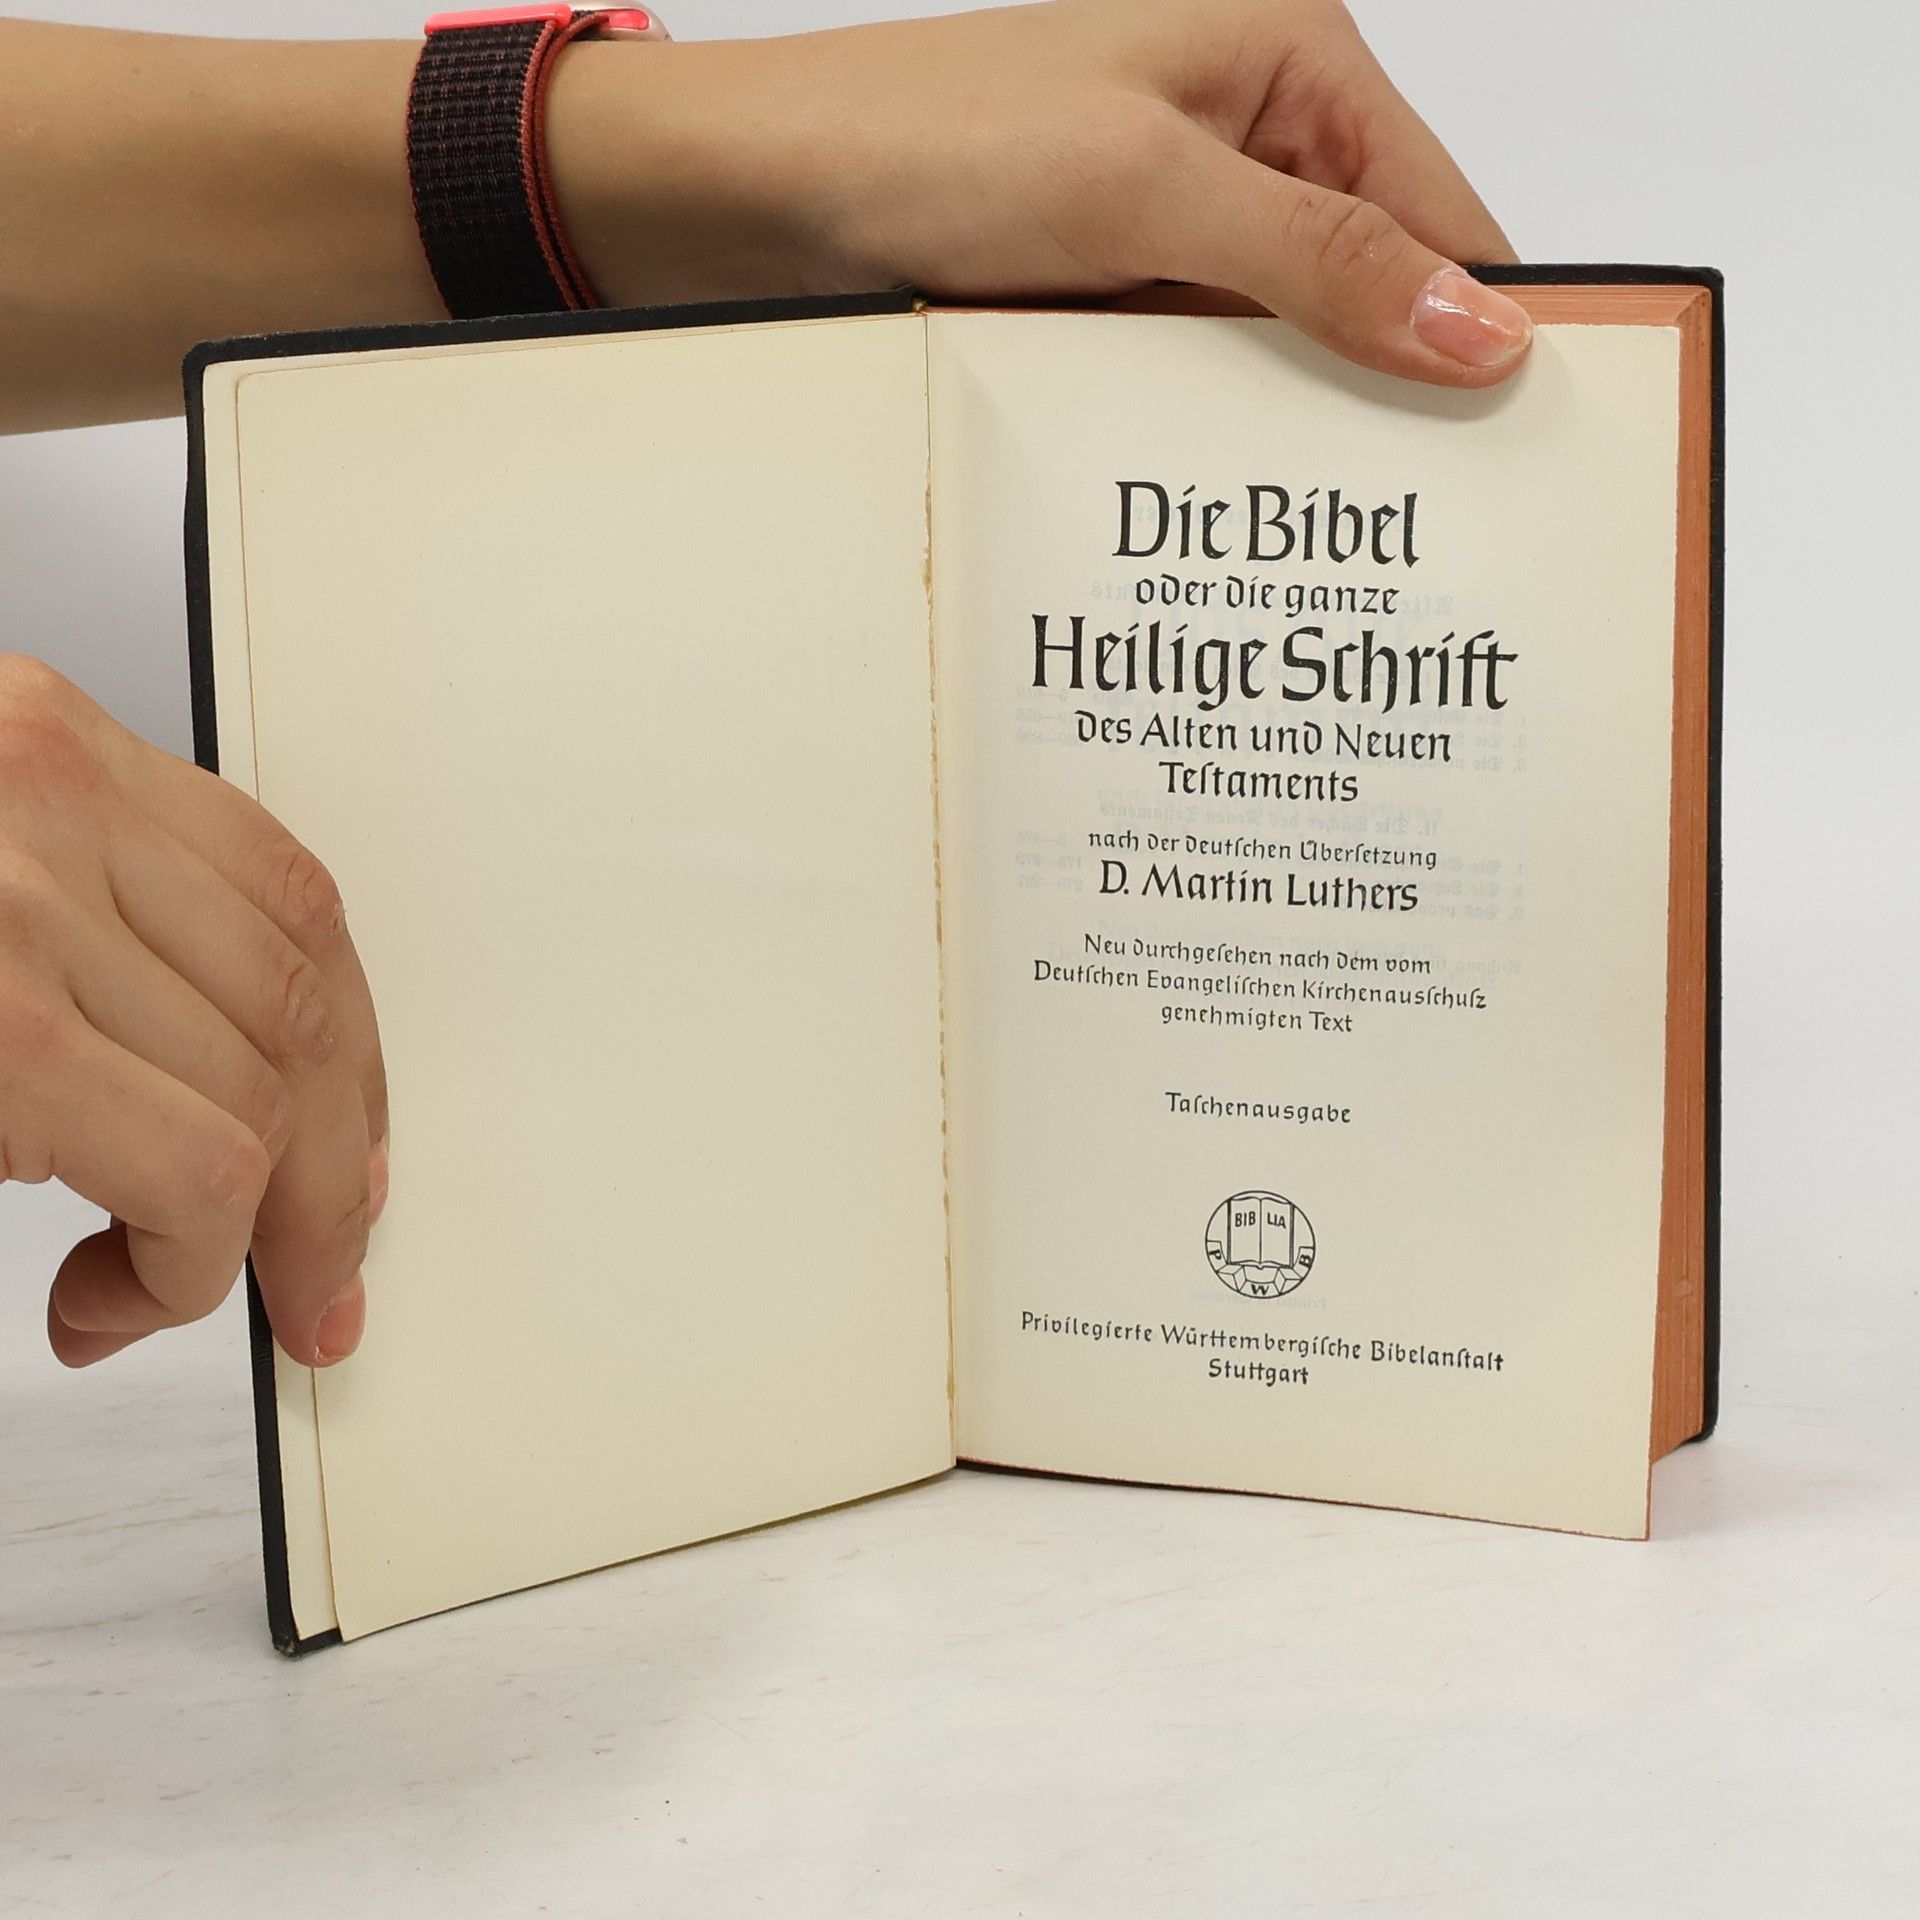 Die Bibel
oder die ganze
Heilige Schrift
des Alten und Neuen
Teſtaments
nach der deutſchen Überſetzung
D. Martin Luthers
Neu durchgeſehen nach dem vom
Deutſchen Evangeliſchen Kirchenausſchuſz
genehmigten Text
Taſchenausgabe
BIB LIA
P W B
Privilegierte Württembergiſche Bibelanſtalt
Stuttgart